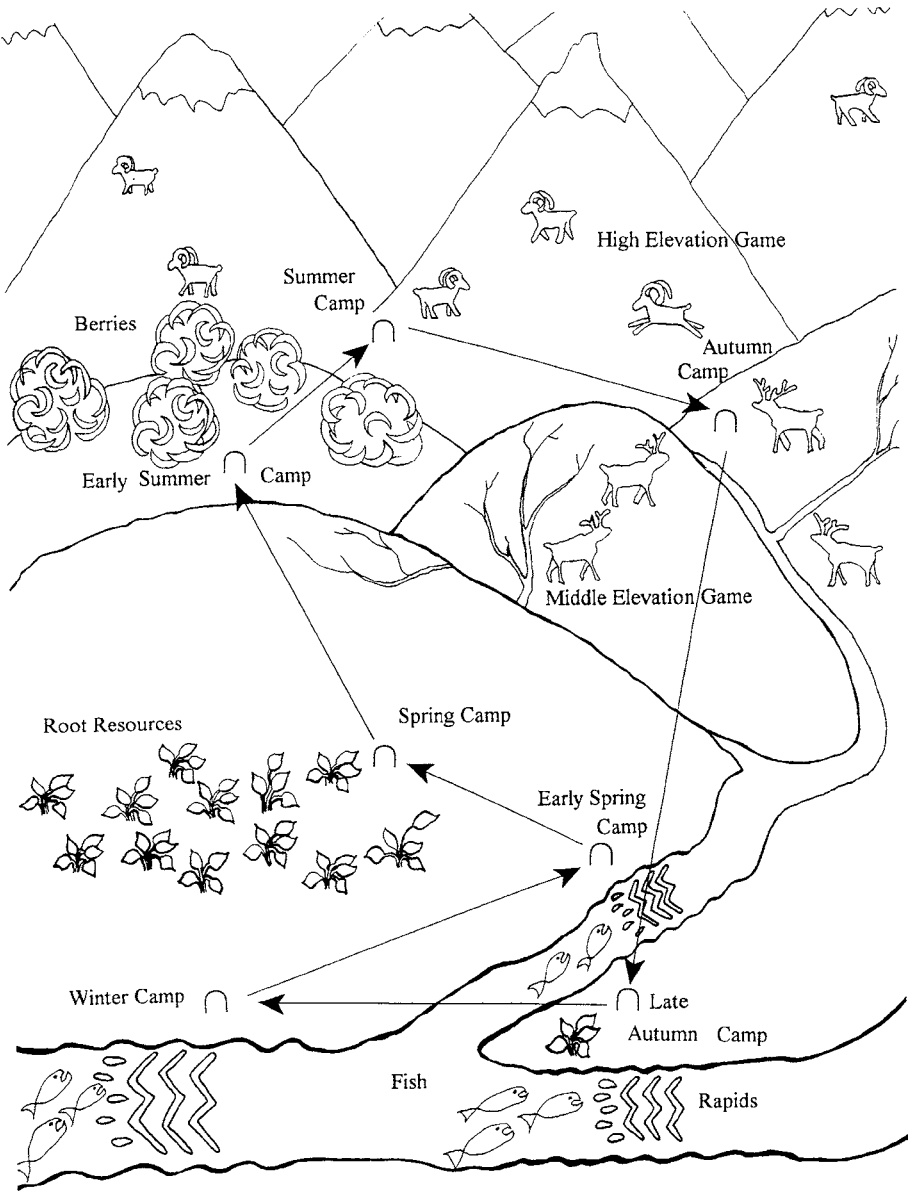 High Elevation Game
Summer
Camp
Berries
Autumn
Camp
Early Summer Camp
Middle Elevation Game
Root Resources
Spring Camp
Early Spring
Camp
Winter Camp
Late
Autumn Camp
Fish
Rapids